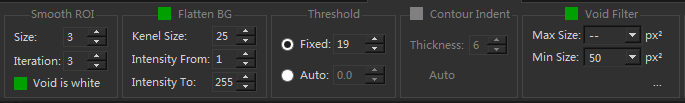 Smooth ROI
Size: 3
Iteration: 3
Void is white
Flatten BG
Kenel Size: 25
Intensity From: 1
Intensity To: 255
Threshold
Fixed: 19
Auto: 0.0
Contour Indent
Thickness: 6
Auto
Void Filter
Max Size: -- px²
Min Size: 50 px²
...